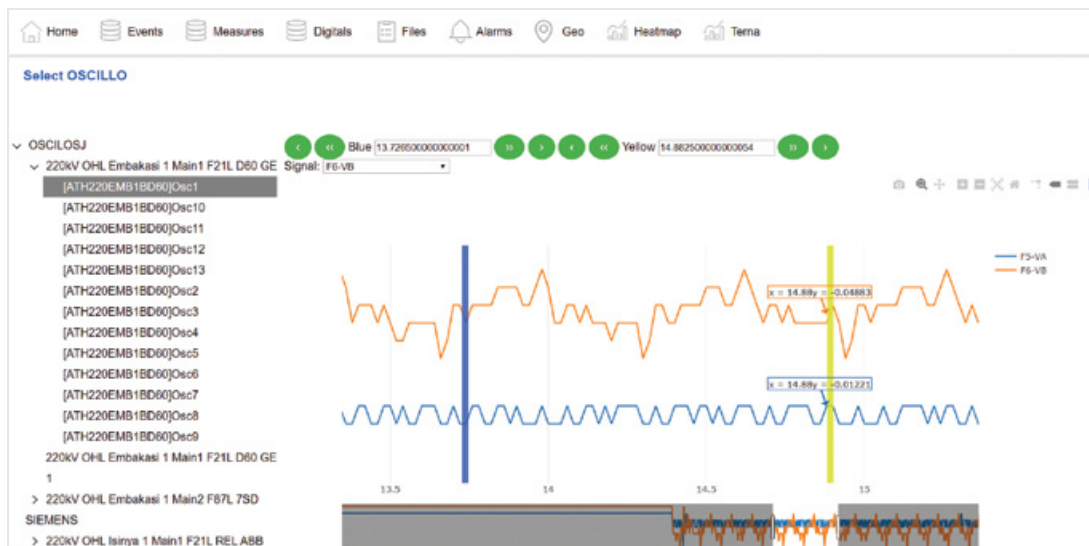 Home Events Measures Digitals Files Alarms Geo Heatmap Terna
Select OSCILLO
OSCILOSJ
Blue 13.726500000000001 Yellow 14.882500000000054
220kV OHL Embakasi 1 Main1 F21L D60 GE
Signal: F6-VB
[ATH220EMB1BD60]Osc1
[ATH220EMB1BD60]Osc10
[ATH220EMB1BD60]Osc11
[ATH220EMB1BD60]Osc12
[ATH220EMB1BD60]Osc13
[ATH220EMB1BD60]Osc2
[ATH220EMB1BD60]Osc3
[ATH220EMB1BD60]Osc4
[ATH220EMB1BD60]Osc5
[ATH220EMB1BD60]Osc6
[ATH220EMB1BD60]Osc7
[ATH220EMB1BD60]Osc8
[ATH220EMB1BD60]Osc9
220kV OHL Embakasi 1 Main1 F21L D60 GE
1
220kV OHL Embakasi 1 Main2 F87L 7SD
SIEMENS
220kV OHL Isinya 1 Main1 F21L REL ABB
F5-VA
F6-VB
x = 14.88y = -0.04883
x = 14.88y = -0.01221
13.5 14 14.5 15